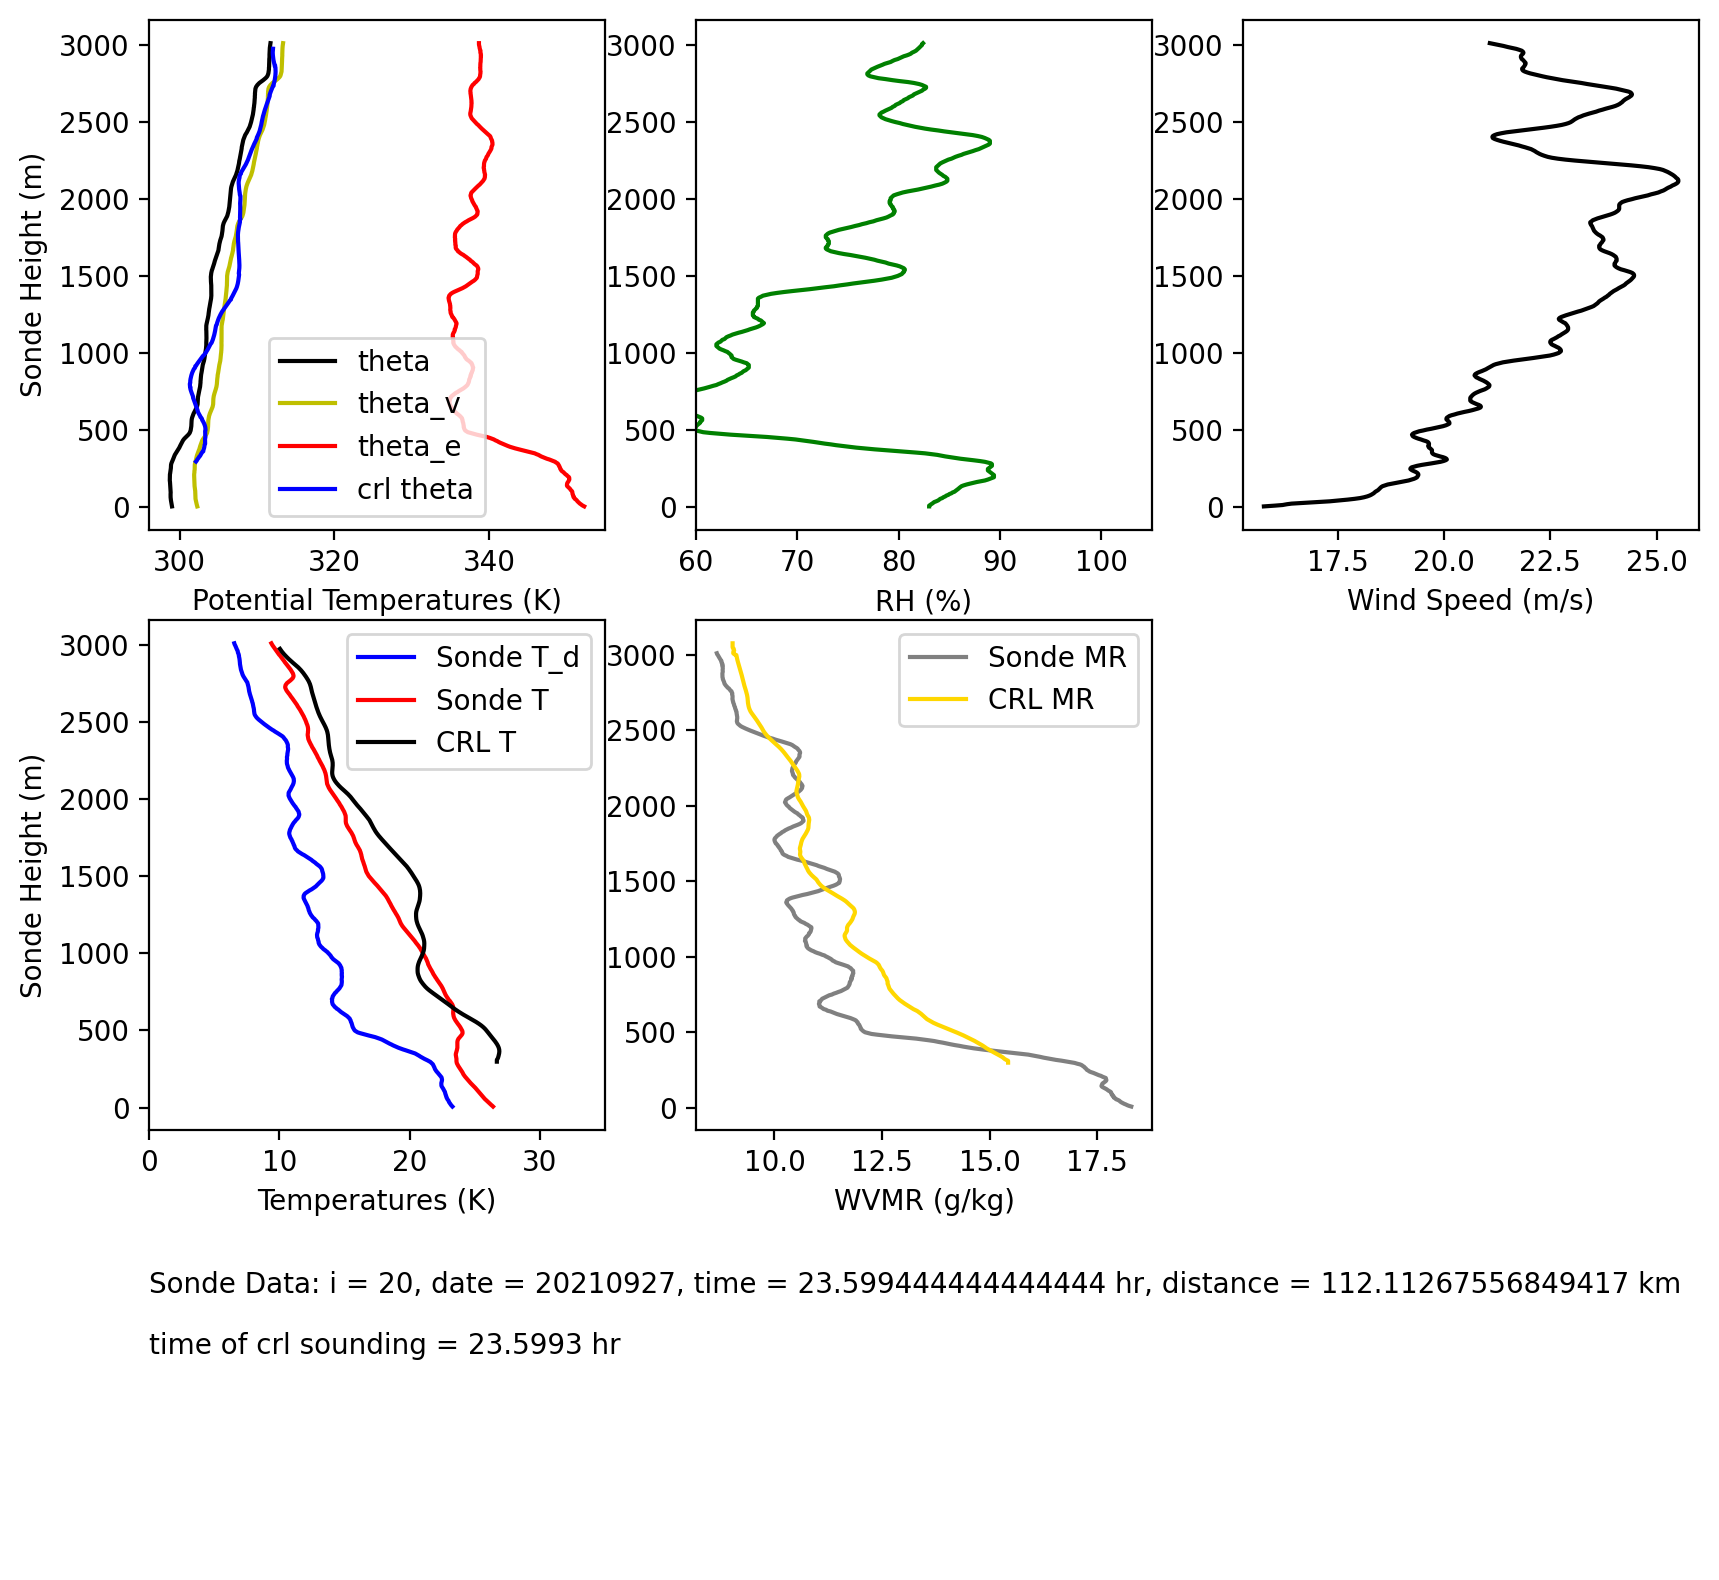 3000
2500
2000
1500
1000
500
0
Sonde Height (m)
300 320 340
Potential Temperatures (K)
theta
theta_v
theta_e
crl theta
3000
2500
2000
1500
1000
500
0
60 70 80 90 100
RH (%)
3000
2500
2000
1500
1000
500
0
17.5 20.0 22.5 25.0
Wind Speed (m/s)
3000
2500
2000
1500
1000
500
0
Sonde Height (m)
0 10 20 30
Temperatures (K)
Sonde T_d
Sonde T
CRL T
3000
2500
2000
1500
1000
500
0
10.0 12.5 15.0 17.5
WVMR (g/kg)
Sonde MR
CRL MR
Sonde Data: i = 20, date = 20210927, time = 23.599444444444444 hr, distance = 112.11267556849417 km
time of crl sounding = 23.5993 hr